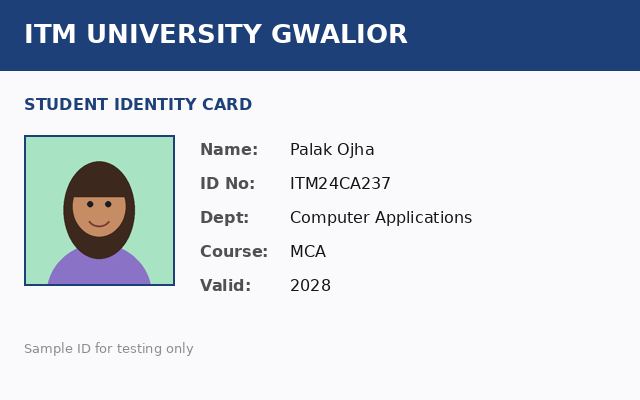 ITM UNIVERSITY GWALIOR
STUDENT IDENTITY CARD
Name: Palak Ojha
ID No: ITM24CA237
Dept: Computer Applications
Course: MCA
Valid: 2028
Sample ID for testing only